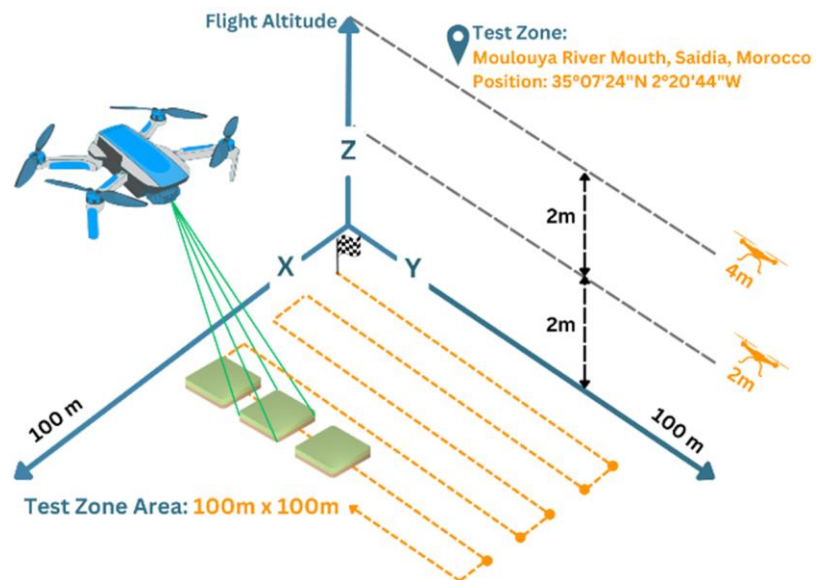 Flight Altitude
Test Zone:
Moulouya River Mouth, Saidia, Morocco
Position: 35°07'24"N 2°20'44"W
Z
2m
X
Y
4m
2m
2m
100 m
100 m
Test Zone Area: 100m x 100m